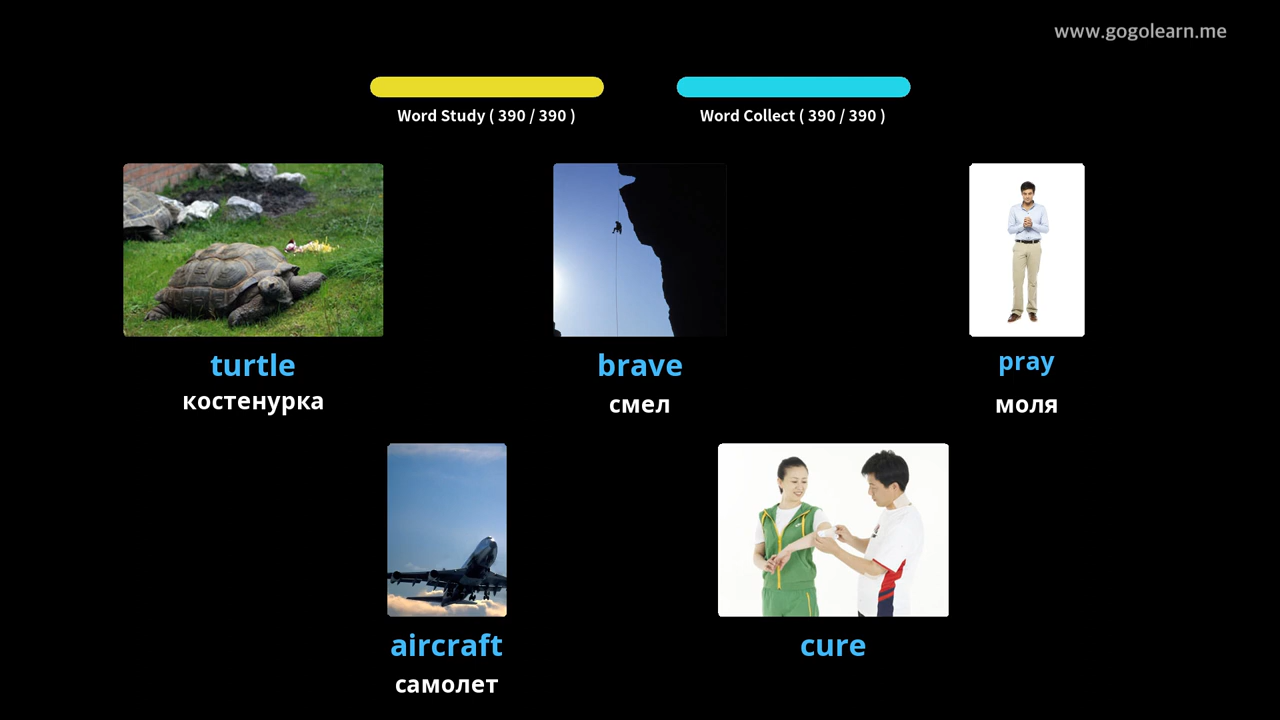 www.gogolearn.me
Word Study ( 390 / 390 )
Word Collect ( 390 / 390 )
turtle
костенурка
brave
смел
pray
моля
aircraft
самолет
cure